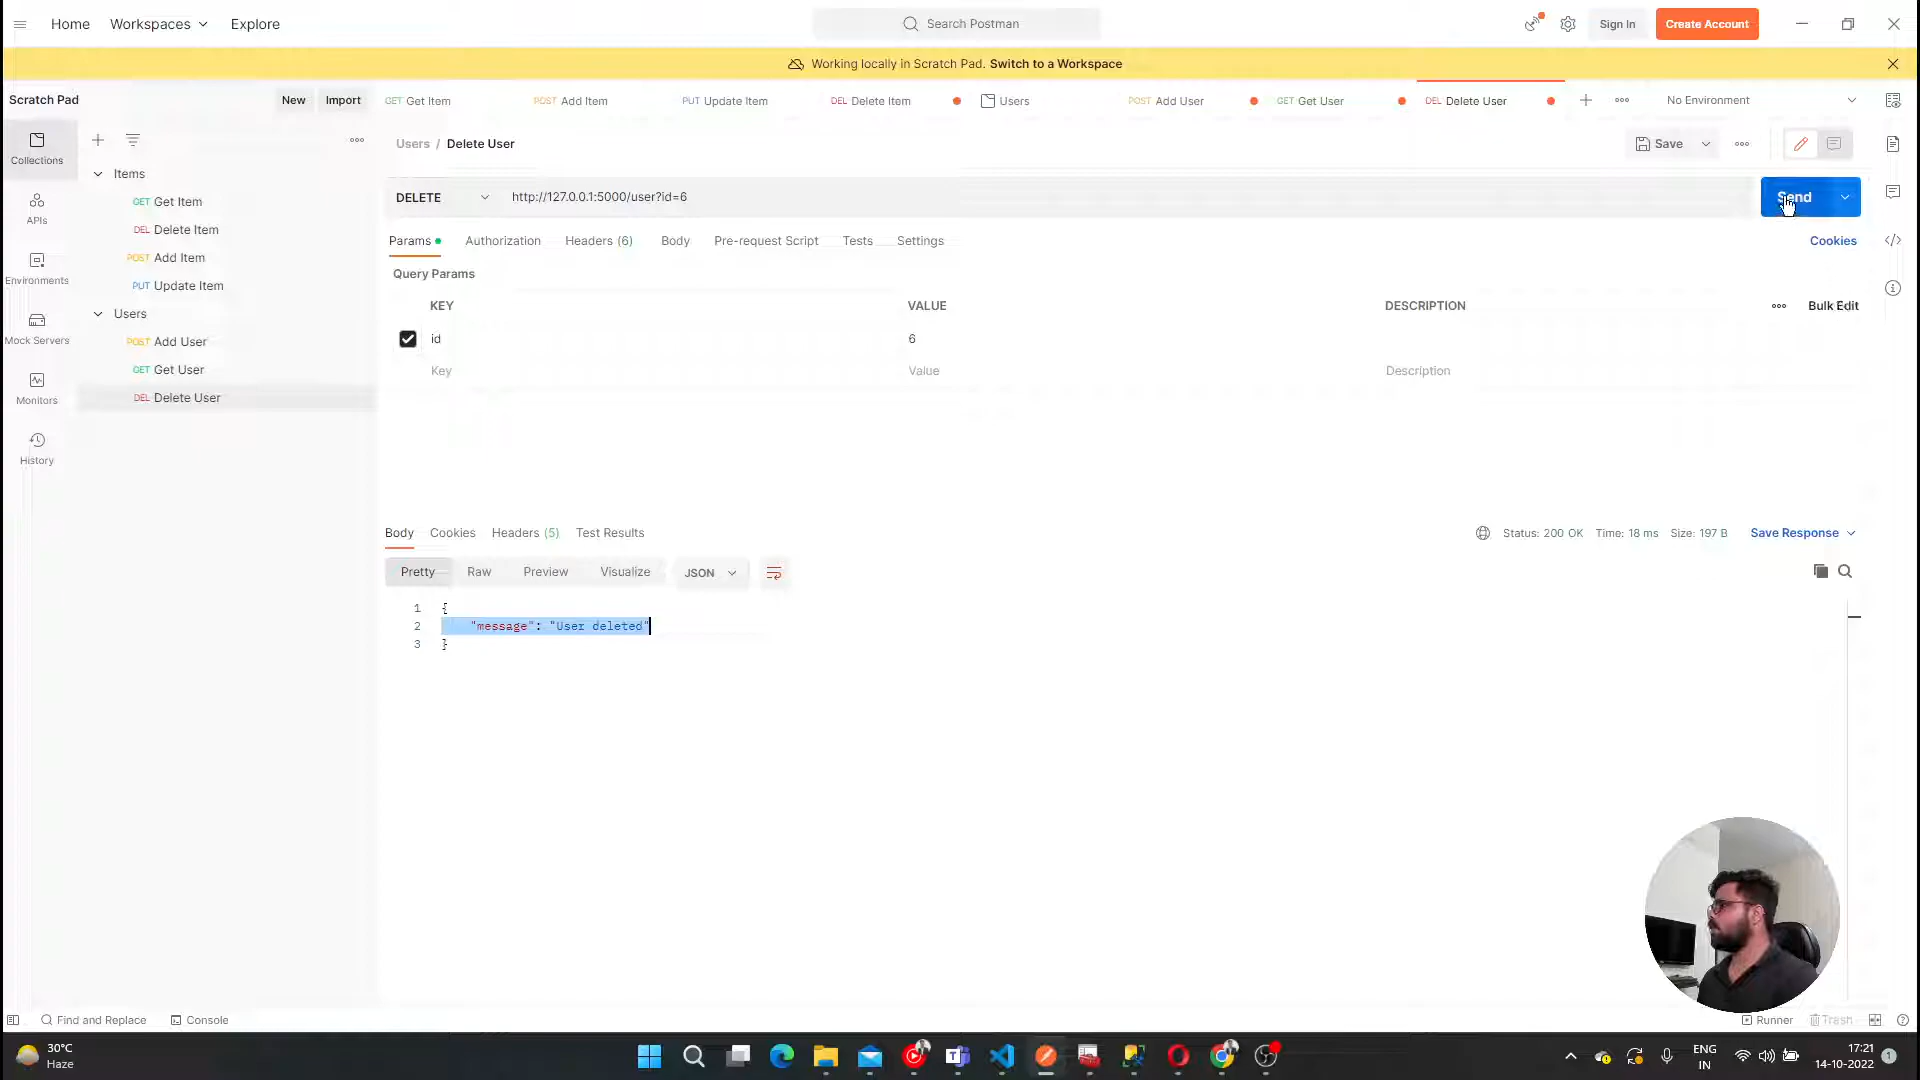 Home Workspaces Explore Search Postman Sign In Create Account
Working locally in Scratch Pad. Switch to a Workspace
Scratch Pad New Import GET Get Item POST Add Item PUT Update Item DEL Delete Item Users POST Add User GET Get User DEL Delete User No Environment
Users / Delete User Save
Collections
APIs
Environments
Mock Servers
Monitors
History
Items
GET Get Item
DEL Delete Item
POST Add Item
PUT Update Item
Users
POST Add User
GET Get User
DEL Delete User
DELETE http://127.0.0.1:5000/user?id=6 Send
Params Authorization Headers (6) Body Pre-request Script Tests Settings Cookies
Query Params
KEY VALUE DESCRIPTION Bulk Edit
id 6
Key Value Description
Body Cookies Headers (5) Test Results Status: 200 OK Time: 18 ms Size: 197 B Save Response
Pretty Raw Preview Visualize JSON
1 {
2 "message": "User deleted"
3 }
Find and Replace Console Runner Trash
30°C
Haze
ENG
IN
17:21
14-10-2022
1